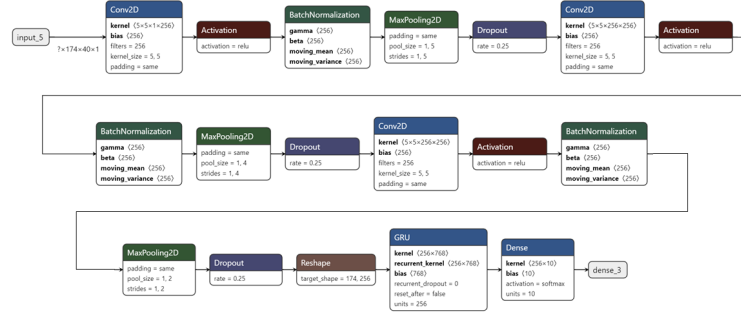 input_5
?×174×40×1
Conv2D
kernel ⟨5×5×1×256⟩
bias ⟨256⟩
filters = 256
kernel_size = 5, 5
padding = same
Activation
activation = relu
BatchNormalization
gamma ⟨256⟩
beta ⟨256⟩
moving_mean ⟨256⟩
moving_variance ⟨256⟩
MaxPooling2D
padding = same
pool_size = 1, 5
strides = 1, 5
Dropout
rate = 0.25
Conv2D
kernel ⟨5×5×256×256⟩
bias ⟨256⟩
filters = 256
kernel_size = 5, 5
padding = same
Activation
activation = relu
BatchNormalization
gamma ⟨256⟩
beta ⟨256⟩
moving_mean ⟨256⟩
moving_variance ⟨256⟩
MaxPooling2D
padding = same
pool_size = 1, 4
strides = 1, 4
Dropout
rate = 0.25
Conv2D
kernel ⟨5×5×256×256⟩
bias ⟨256⟩
filters = 256
kernel_size = 5, 5
padding = same
Activation
activation = relu
BatchNormalization
gamma ⟨256⟩
beta ⟨256⟩
moving_mean ⟨256⟩
moving_variance ⟨256⟩
MaxPooling2D
padding = same
pool_size = 1, 2
strides = 1, 2
Dropout
rate = 0.25
Reshape
target_shape = 174, 256
GRU
kernel ⟨256×768⟩
recurrent_kernel ⟨256×768⟩
bias ⟨768⟩
recurrent_dropout = 0
reset_after = false
units = 256
Dense
kernel ⟨256×10⟩
bias ⟨10⟩
activation = softmax
units = 10
dense_3